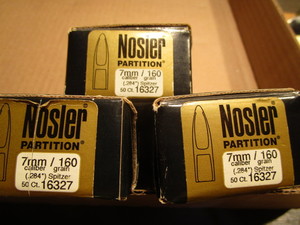 Nosler
PARTITION®
7mm / 160
caliber grain
(.284") Spitzer
50 Ct. 16327
Nosler
PARTITION®
7mm / 160
caliber grain
(.284") Spitzer
50 Ct. 16327
Nosler
PARTITION®
7mm / 160
caliber grain
(.284") Spitzer
50 Ct. 16327